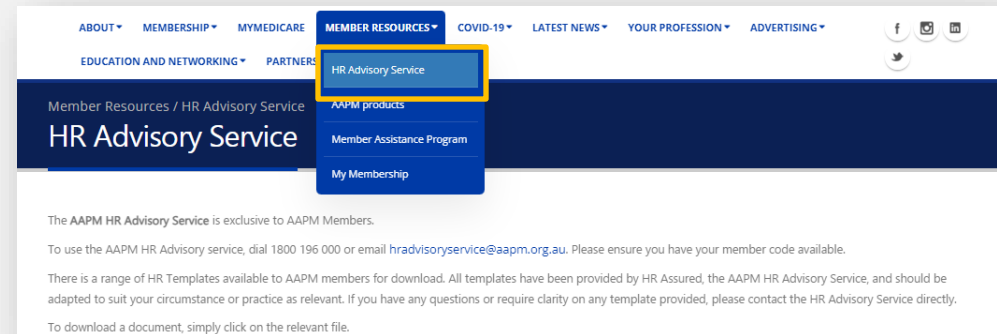 ABOUT MEMBERSHIP MYMEDICARE MEMBER RESOURCES COVID-19 LATEST NEWS YOUR PROFESSION ADVERTISING
EDUCATION AND NETWORKING PARTNERS
HR Advisory Service
AAPM products
Member Assistance Program
My Membership
Member Resources / HR Advisory Service
HR Advisory Service
The AAPM HR Advisory Service is exclusive to AAPM Members.
To use the AAPM HR Advisory service, dial 1800 196 000 or email hradvisoryservice@aapm.org.au. Please ensure you have your member code available.
There is a range of HR Templates available to AAPM members for download. All templates have been provided by HR Assured, the AAPM HR Advisory Service, and should be
adapted to suit your circumstance or practice as relevant. If you have any questions or require clarity on any template provided, please contact the HR Advisory Service directly.
To download a document, simply click on the relevant file.